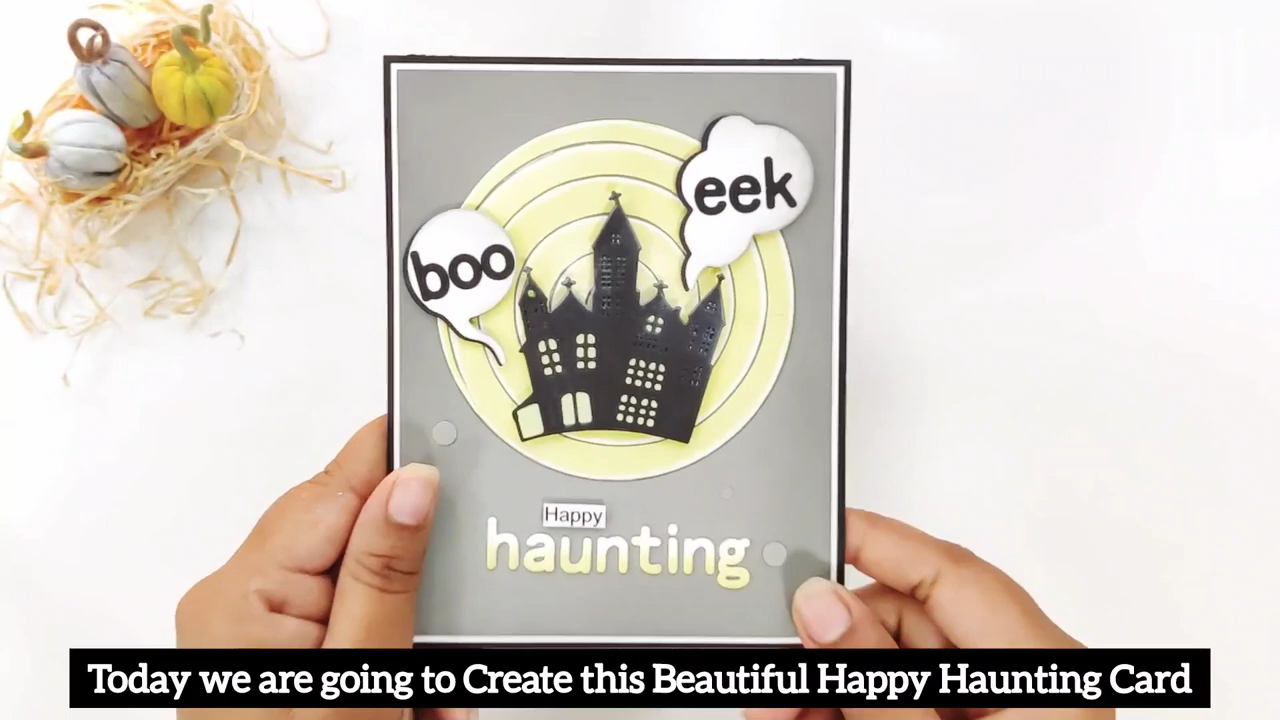 eek
boo
Happy
haunting
Today we are going to Create this Beautiful Happy Haunting Card